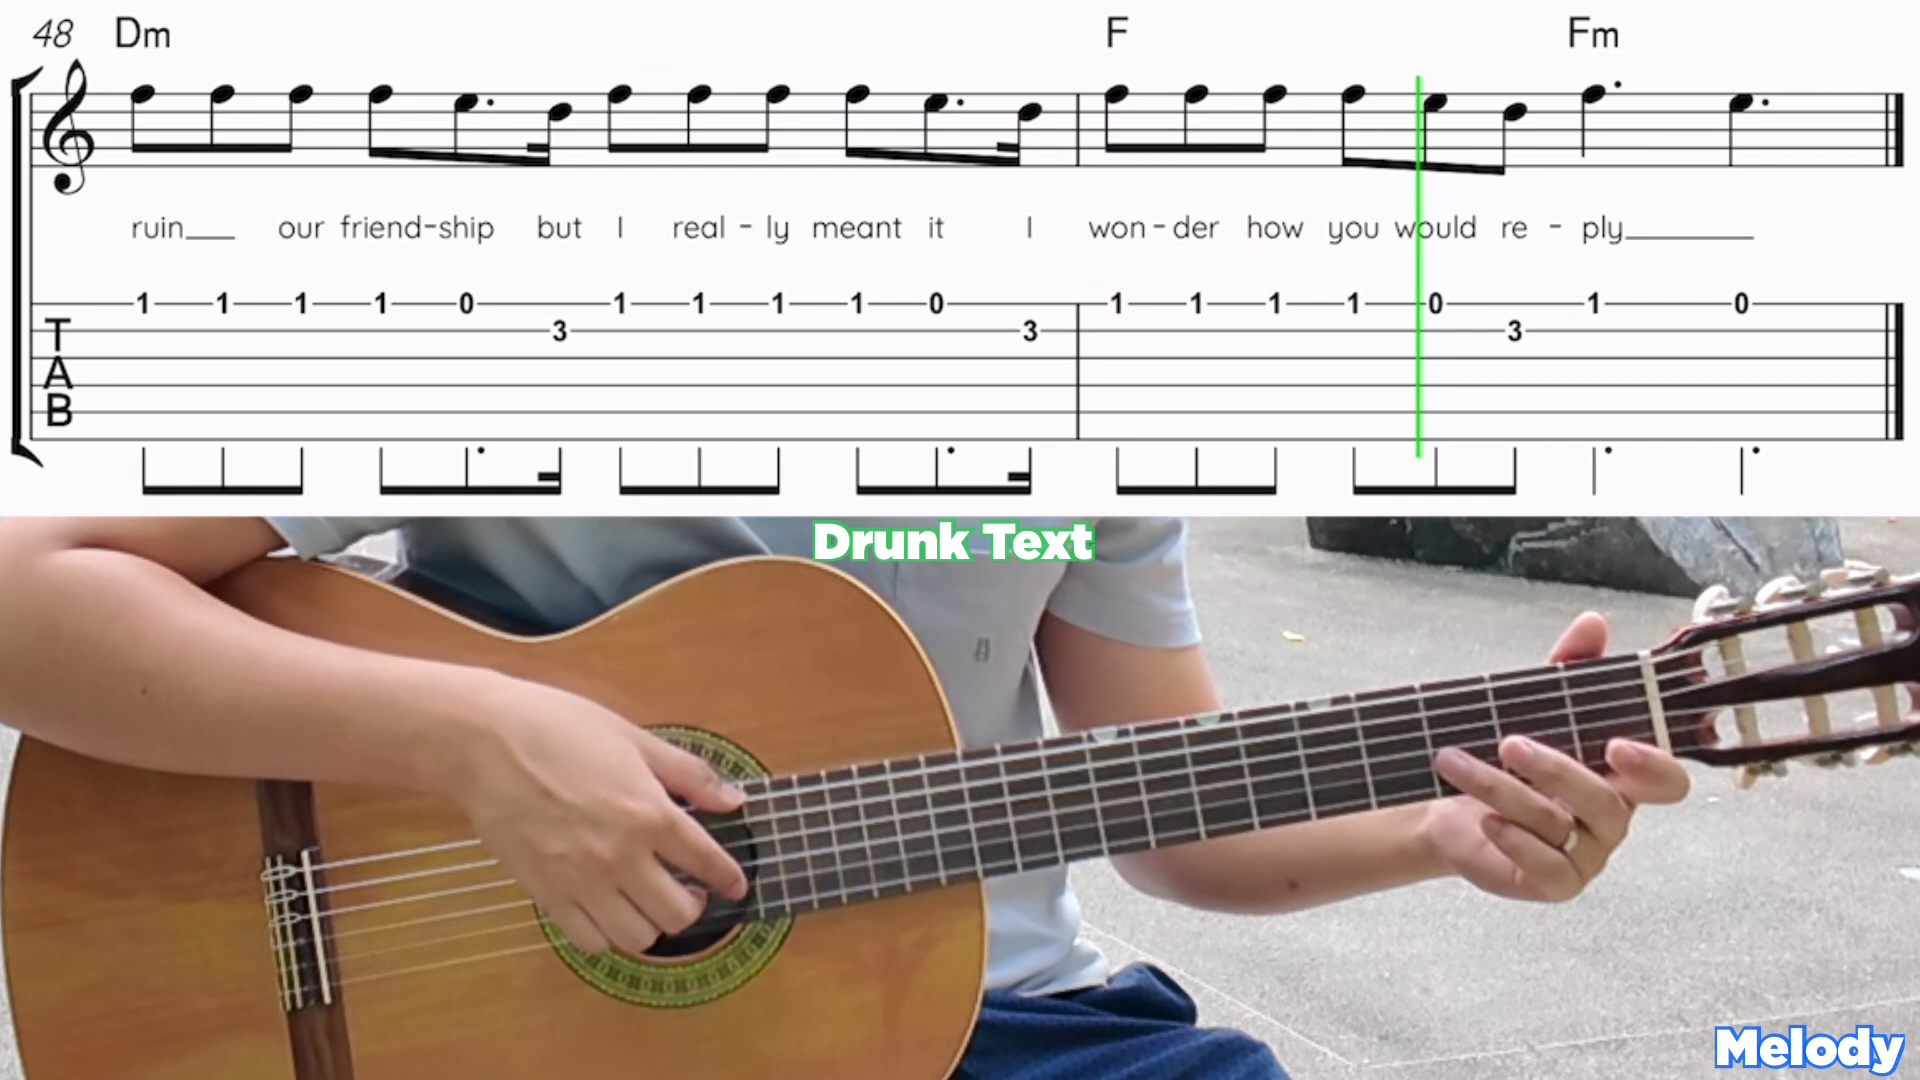 48 Dm F Fm
ruin___ our friend-ship but I real - ly meant it I won - der how you would re - ply______
1 1 1 1 0 1 1 1 1 0 1 1 1 1 0 1 0
3 3 3
T
A
B
Drunk Text
Melody